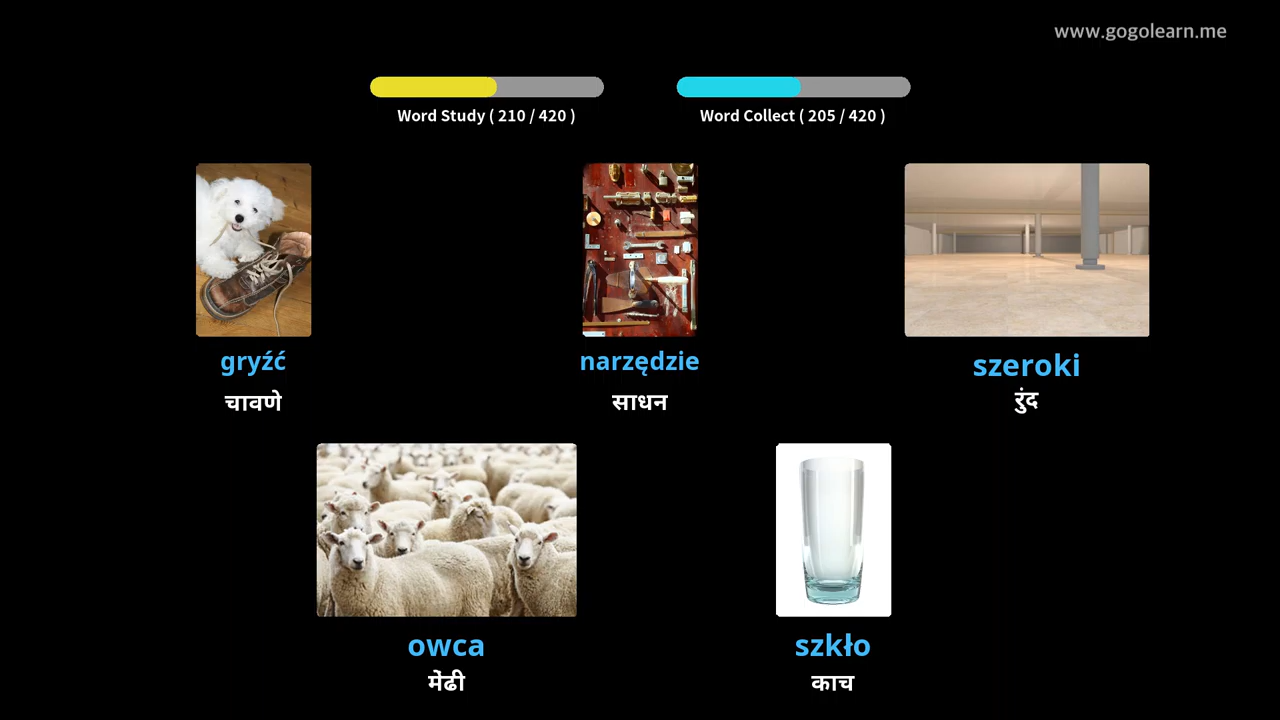 www.gogolearn.me
Word Study ( 210 / 420 )
Word Collect ( 205 / 420 )
gryźć
चावणे
narzędzie
साधन
szeroki
रुंद
owca
मेंढी
szkło
काच